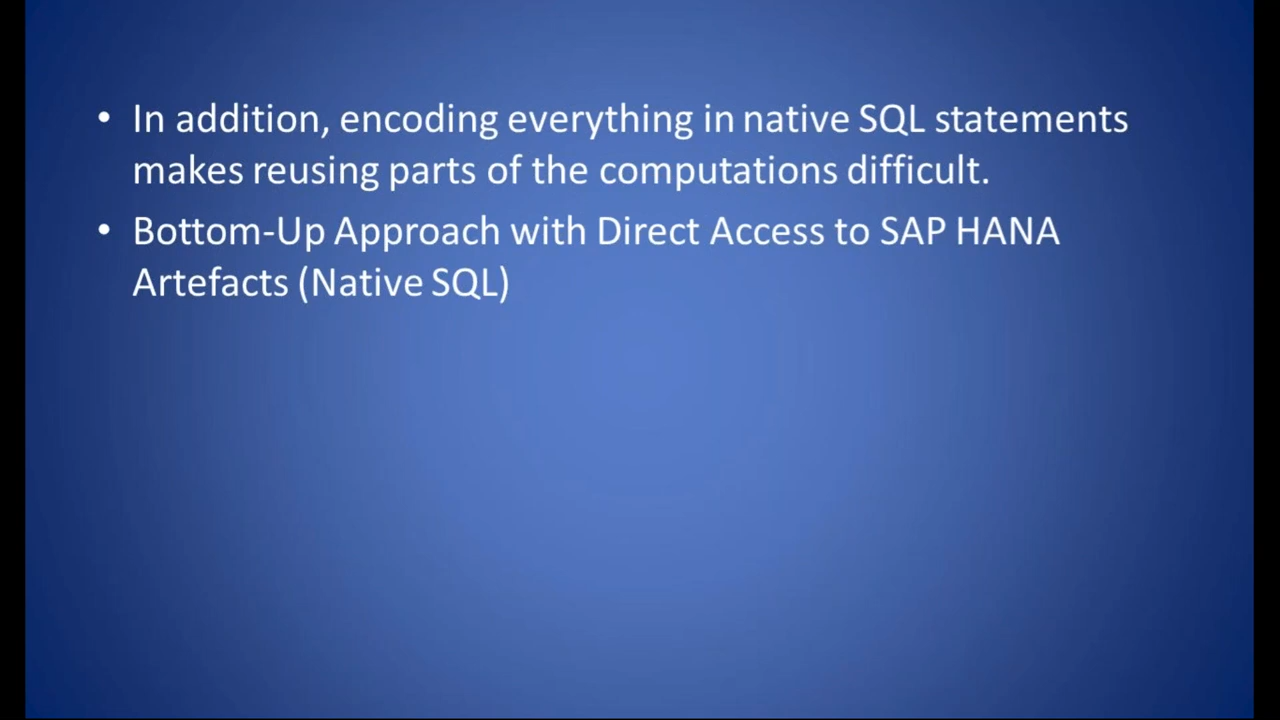 • In addition, encoding everything in native SQL statements
makes reusing parts of the computations difficult.
• Bottom-Up Approach with Direct Access to SAP HANA
Artefacts (Native SQL)